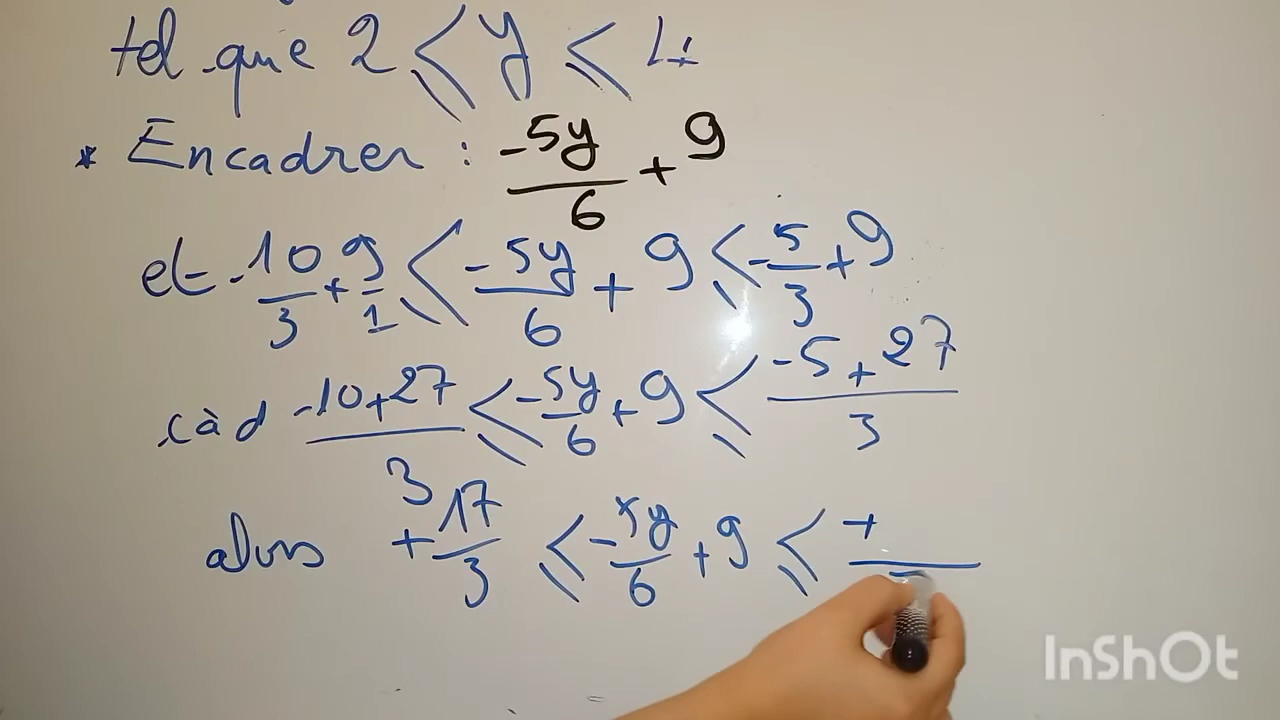 tel que 2 ≤ y ≤ 4
* Encadrer : -5y/6 + 9
et -10/3 + 9/1 ≤ -5y/6 + 9 ≤ -5/3 + 9
càd -10+27/3 ≤ -5y/6 + 9 ≤ -5+27/3
alors +17/3 ≤ -5y/6 + 9 ≤ +
InShOt